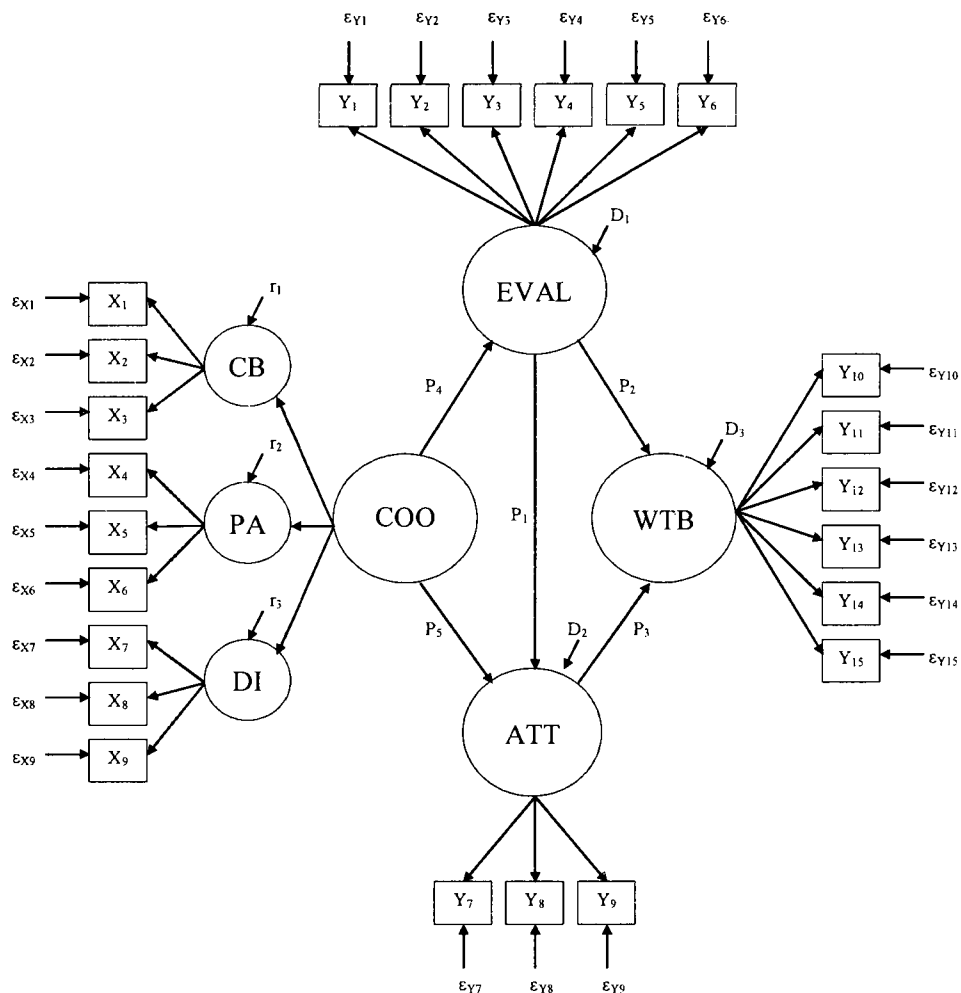 εY1 εY2 εY3 εY4 εY5 εY6
Y1 Y2 Y3 Y4 Y5 Y6
D1
EVAL
εX1 X1
r1
εX2 X2
CB
εX3 X3
P4 P2
Y10 εY10
Y11 εY11
r2
D3
εX4 X4
εX5 X5
PA
COO
P1
WTB
Y12 εY12
Y13 εY13
εX6 X6
r3
Y14 εY14
εX7 X7
P5 D2 P3
Y15 εY15
εX8 X8
DI
ATT
εX9 X9
Y7 Y8 Y9
εY7 εY8 εY9